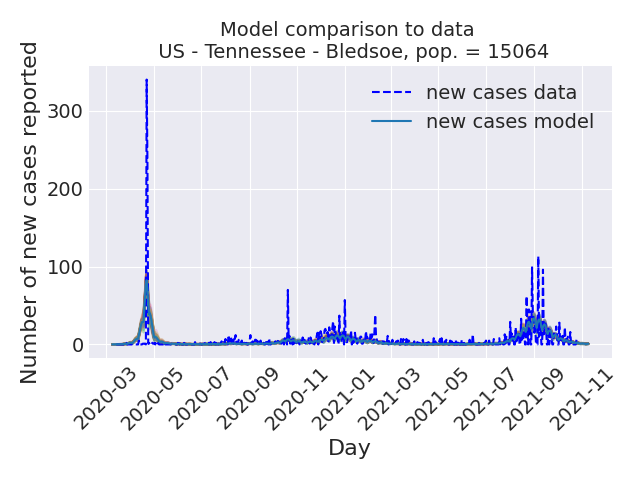 Model comparison to data
US - Tennessee - Bledsoe, pop. = 15064
Number of new cases reported
300
200
100
0
new cases data
new cases model
2020-03
2020-05
2020-07
2020-09
2020-11
2021-01
2021-03
2021-05
2021-07
2021-09
2021-11
Day